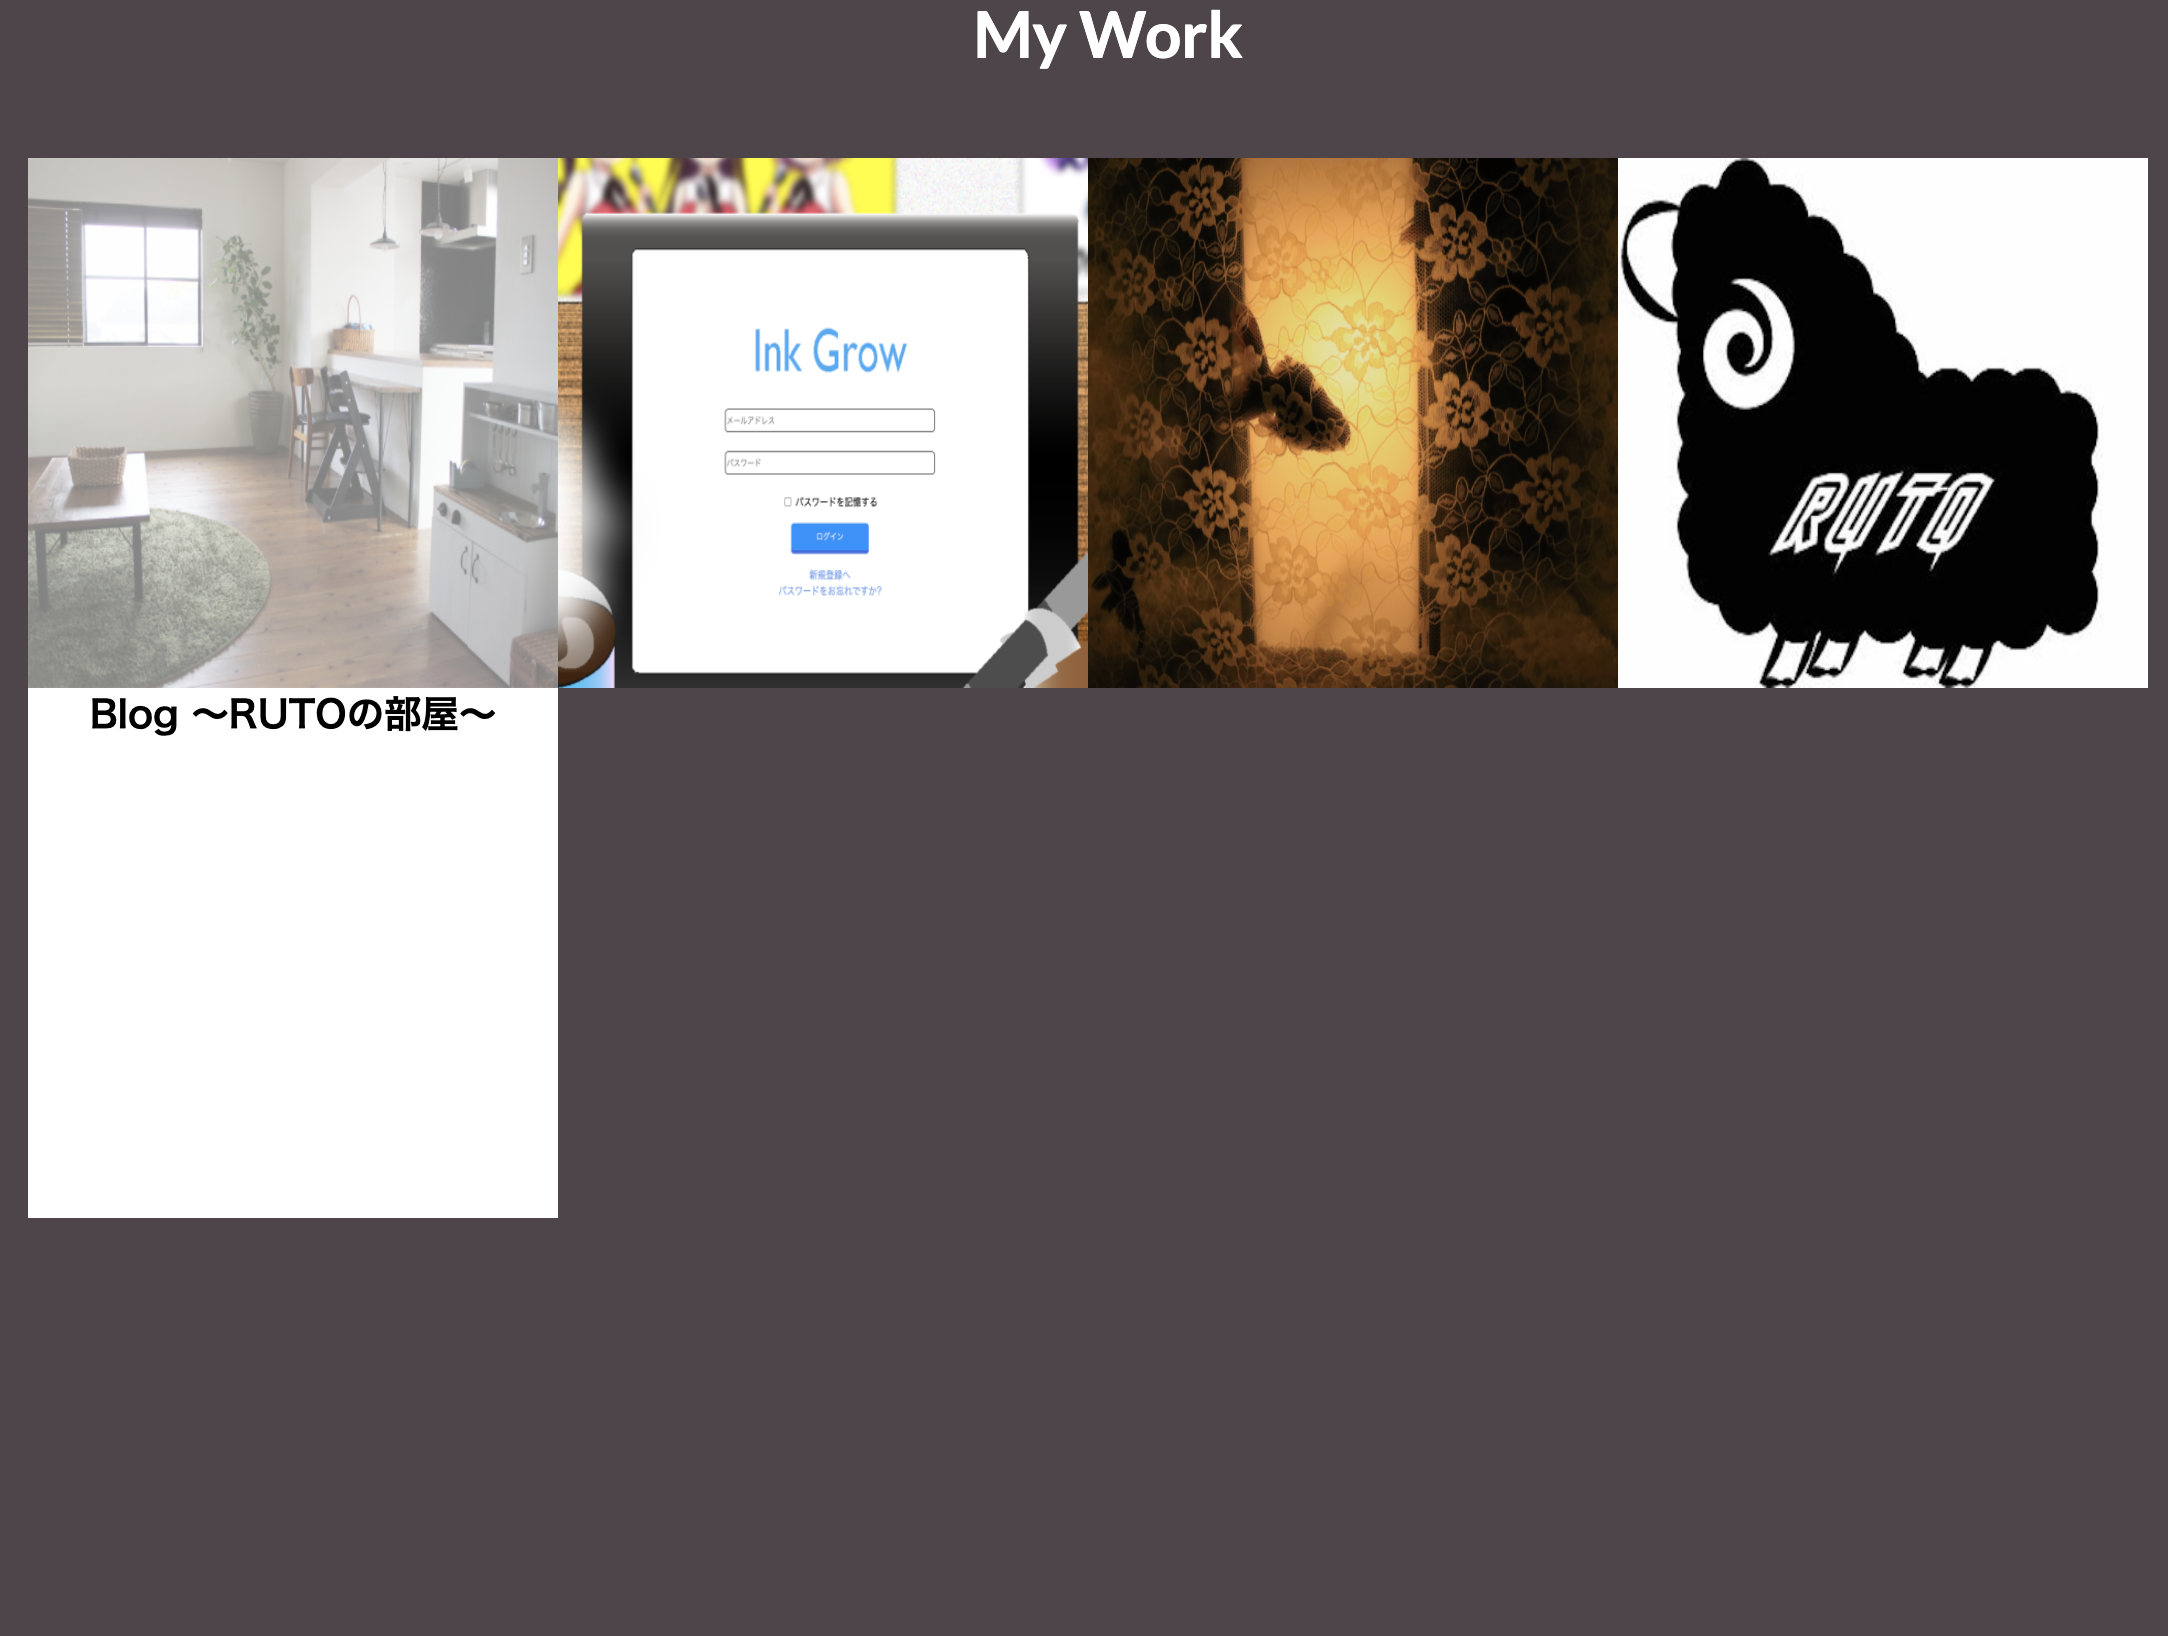 My Work
Ink Grow
メールアドレス
パスワード
パスワードを記憶する
ログイン
新規登録へ
パスワードをお忘れですか?
RUTO
Blog 〜RUTOの部屋〜